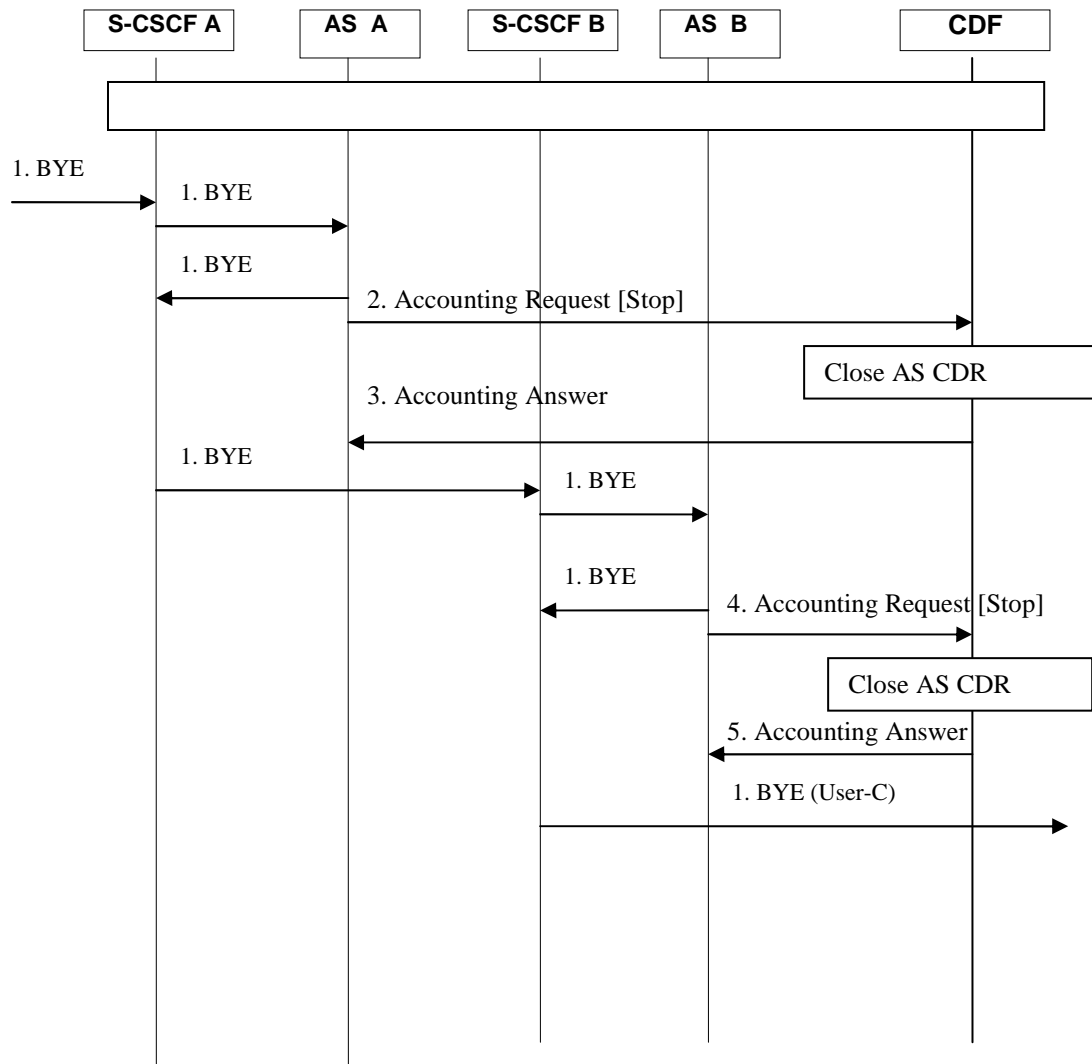 S-CSCF A
AS A
S-CSCF B
AS B
CDF
1. BYE
1. BYE
1. BYE
2. Accounting Request [Stop]
Close AS CDR
3. Accounting Answer
1. BYE
1. BYE
1. BYE
4. Accounting Request [Stop]
Close AS CDR
5. Accounting Answer
1. BYE (User-C)